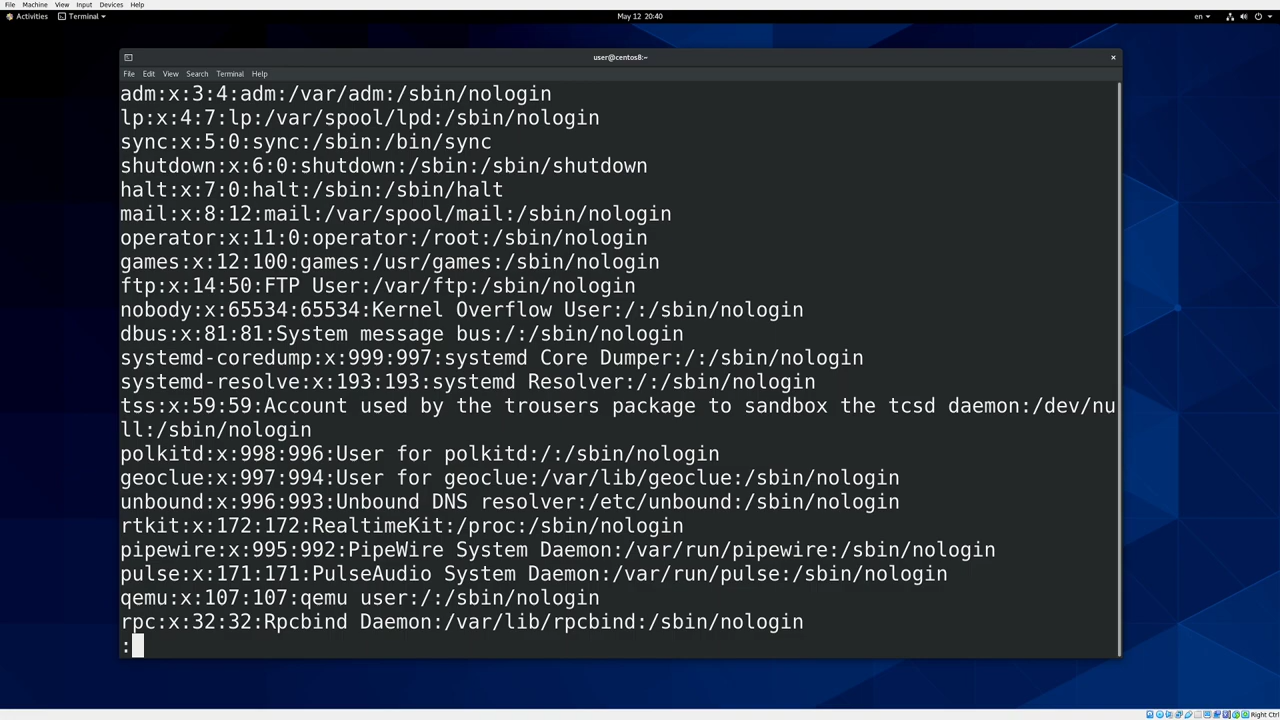 File Machine View Input Devices Help
Activities Terminal May 12 20:40 en
user@centos8:~
File Edit View Search Terminal Help
adm:x:3:4:adm:/var/adm:/sbin/nologin
lp:x:4:7:lp:/var/spool/lpd:/sbin/nologin
sync:x:5:0:sync:/sbin:/bin/sync
shutdown:x:6:0:shutdown:/sbin:/sbin/shutdown
halt:x:7:0:halt:/sbin:/sbin/halt
mail:x:8:12:mail:/var/spool/mail:/sbin/nologin
operator:x:11:0:operator:/root:/sbin/nologin
games:x:12:100:games:/usr/games:/sbin/nologin
ftp:x:14:50:FTP User:/var/ftp:/sbin/nologin
nobody:x:65534:65534:Kernel Overflow User:/:/sbin/nologin
dbus:x:81:81:System message bus:/:/sbin/nologin
systemd-coredump:x:999:997:systemd Core Dumper:/:/sbin/nologin
systemd-resolve:x:193:193:systemd Resolver:/:/sbin/nologin
tss:x:59:59:Account used by the trousers package to sandbox the tcsd daemon:/dev/nu
ll:/sbin/nologin
polkitd:x:998:996:User for polkitd:/:/sbin/nologin
geoclue:x:997:994:User for geoclue:/var/lib/geoclue:/sbin/nologin
unbound:x:996:993:Unbound DNS resolver:/etc/unbound:/sbin/nologin
rtkit:x:172:172:RealtimeKit:/proc:/sbin/nologin
pipewire:x:995:992:PipeWire System Daemon:/var/run/pipewire:/sbin/nologin
pulse:x:171:171:PulseAudio System Daemon:/var/run/pulse:/sbin/nologin
qemu:x:107:107:qemu user:/:/sbin/nologin
rpc:x:32:32:Rpcbind Daemon:/var/lib/rpcbind:/sbin/nologin
:
Right Ctrl